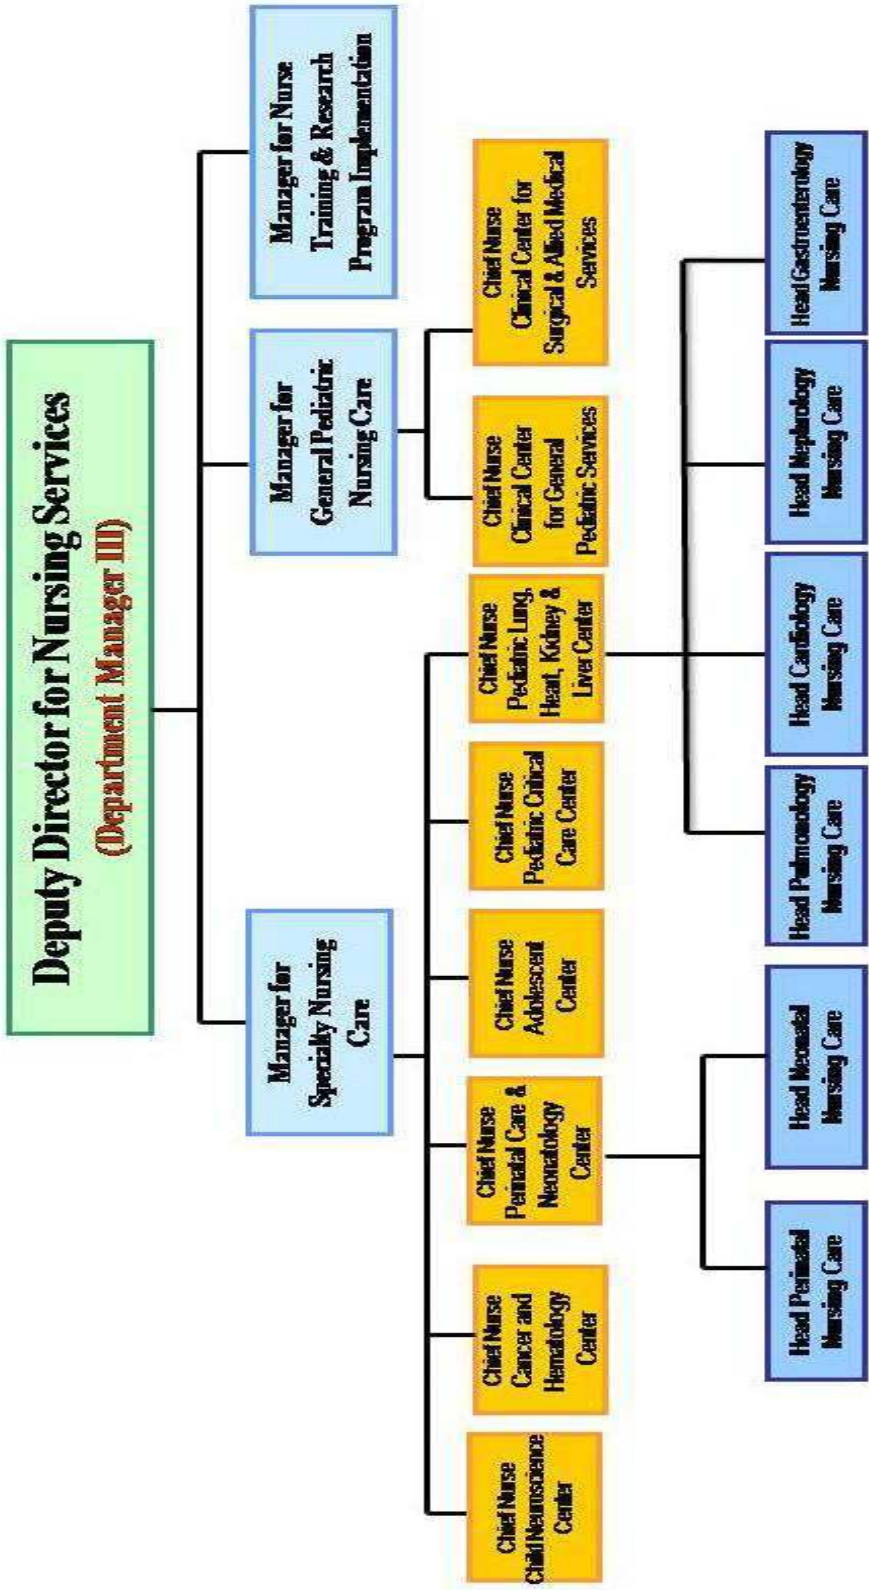 Deputy Director for Nursing Services
(Department Manager III)
Manager for
Specialty Nursing
Care
Manager for
General Pediatric
Nursing Care
Manager for Nurse
Training & Research
Program Implementation
Chief Nurse
Child Neuroscience
Center
Chief Nurse
Cancer and
Hematology
Center
Chief Nurse
Perinatal Care &
Neonatology
Center
Chief Nurse
Adolescent
Center
Chief Nurse
Pediatric Critical
Care Center
Chief Nurse
Pediatric Lung,
Heart, Kidney &
Liver Center
Chief Nurse
Clinical Center
for General
Pediatric Services
Chief Nurse
Clinical Center for
Surgical & Allied Medical
Services
Head Perinatal
Nursing Care
Head Neonatal
Nursing Care
Head Pulmonology
Nursing Care
Head Cardiology
Nursing Care
Head Nephrology
Nursing Care
Head Gastroenterology
Nursing Care